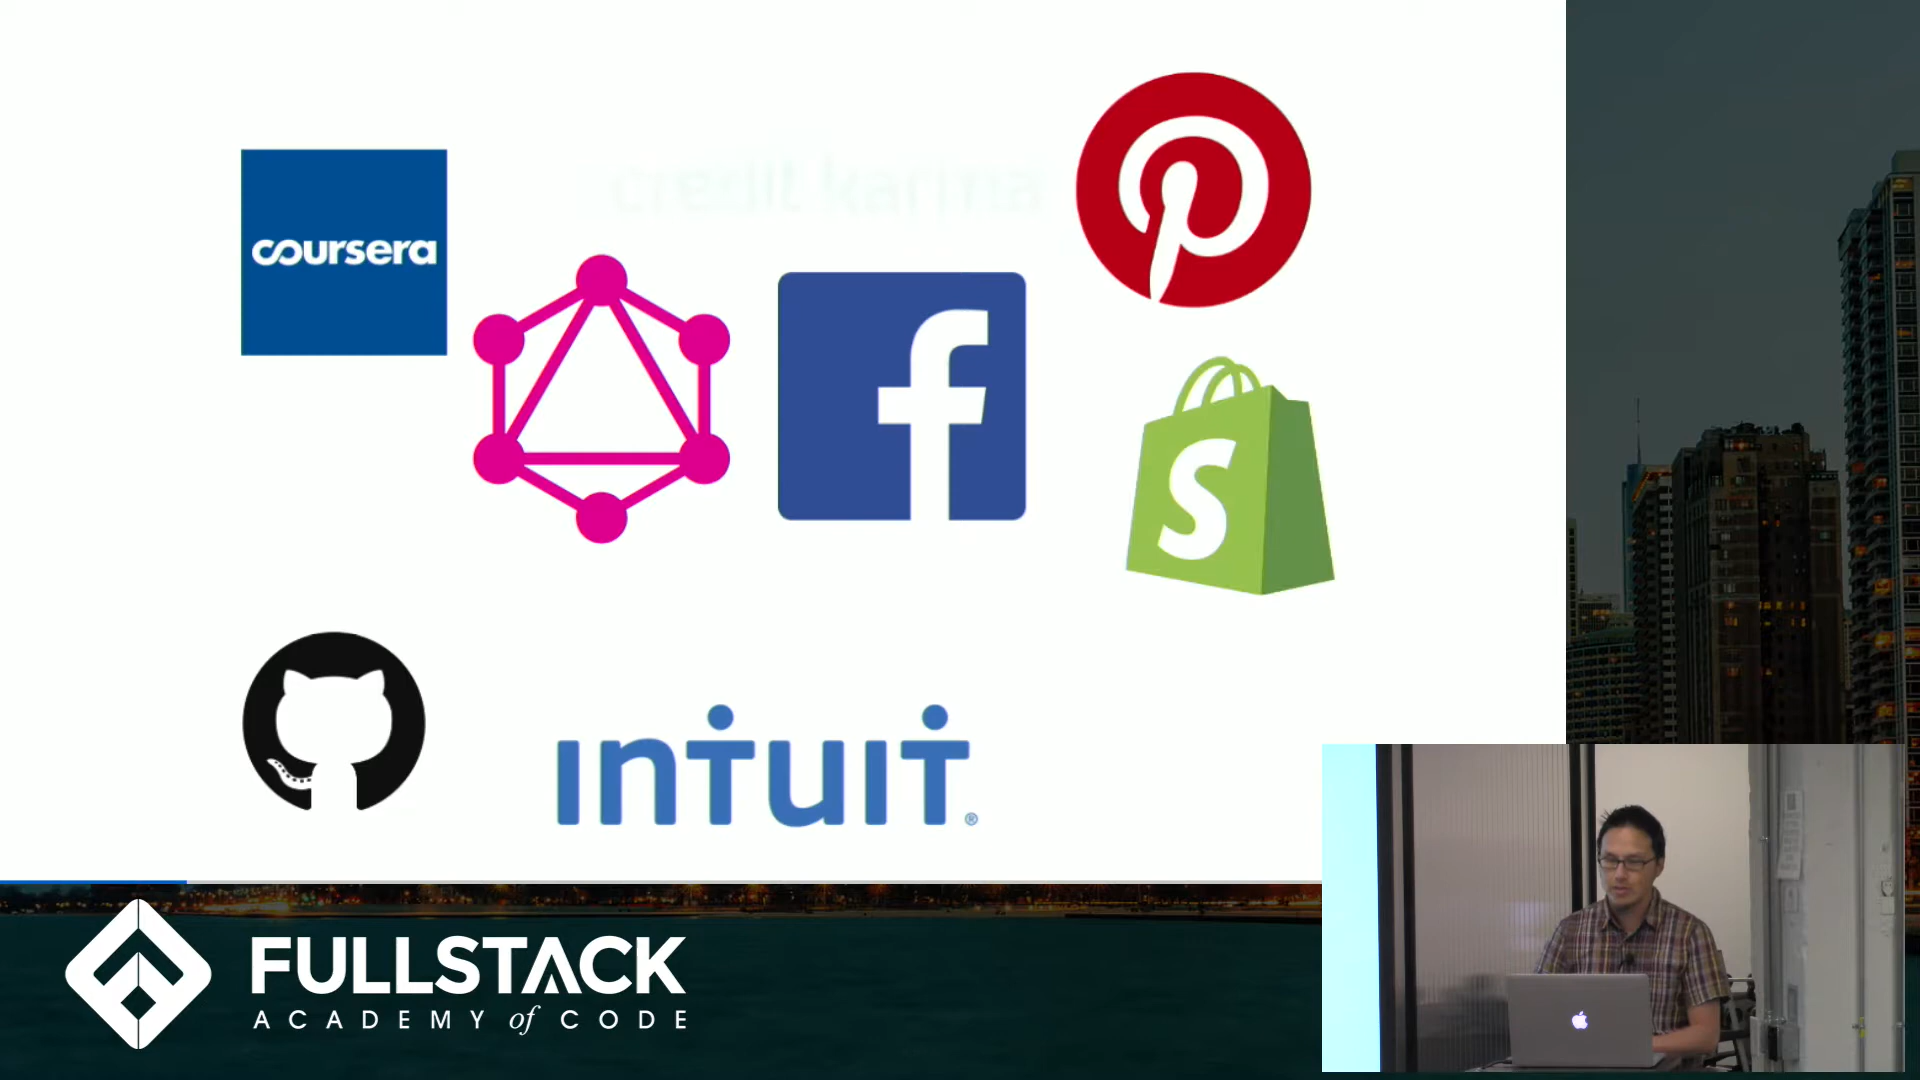 credit karma
coursera
intuit®
FULLSTACK
ACADEMY of CODE